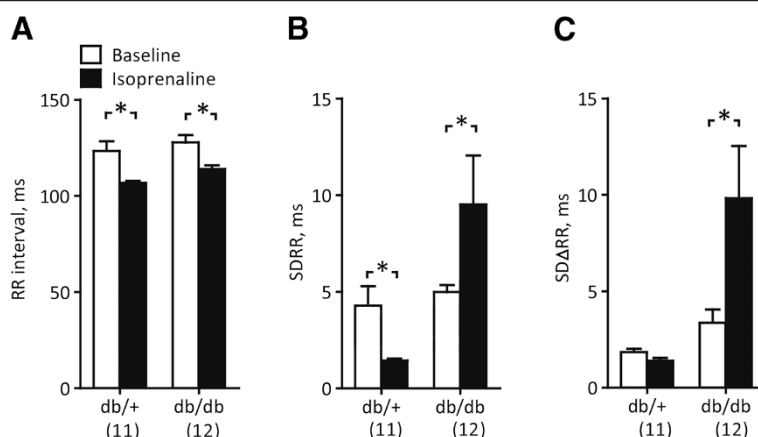 A
B
C
Baseline
Isoprenaline
RR interval, ms
150
100
50
0
*
*
db/+
(11)
db/db
(12)
SDRR, ms
15
10
5
0
*
*
db/+
(11)
db/db
(12)
SDΔRR, ms
15
10
5
0
*
db/+
(11)
db/db
(12)